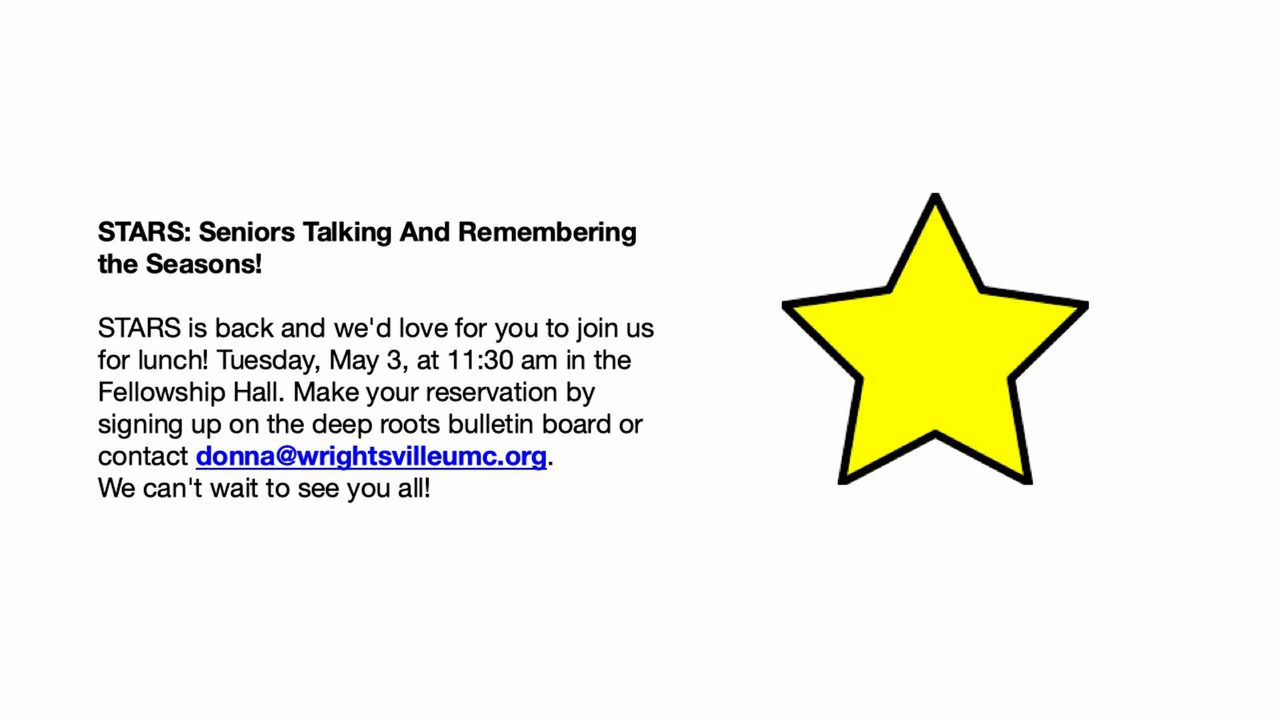 STARS: Seniors Talking And Remembering
the Seasons!
STARS is back and we'd love for you to join us
for lunch! Tuesday, May 3, at 11:30 am in the
Fellowship Hall. Make your reservation by
signing up on the deep roots bulletin board or
contact donna@wrightsvilleumc.org.
We can't wait to see you all!